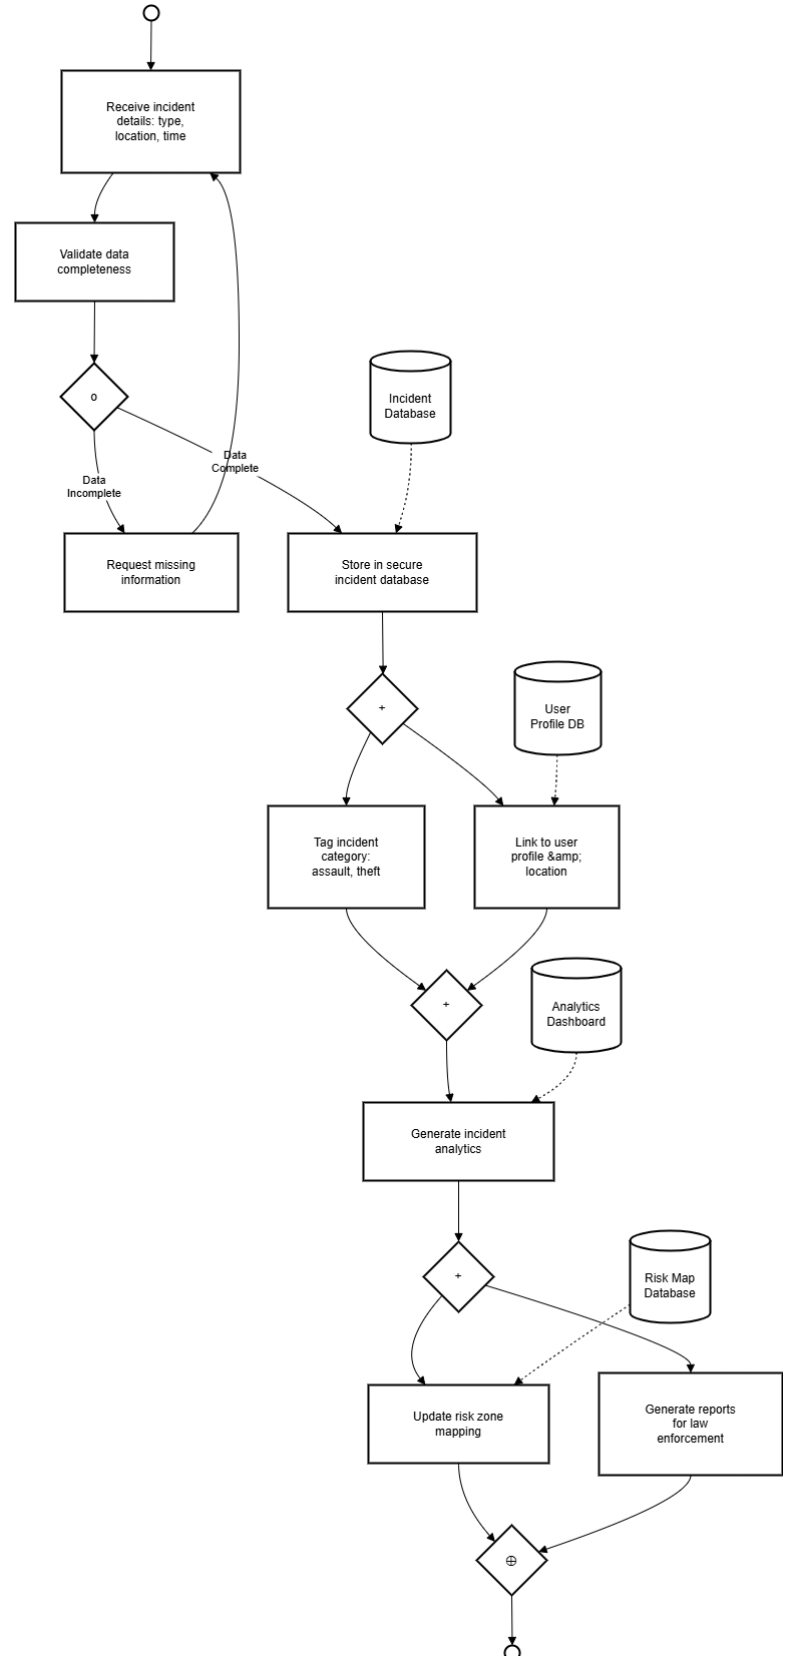 Receive incident
details: type,
location, time
Validate data
completeness
o
Data
Complete
Data
Incomplete
Incident
Database
Request missing
information
Store in secure
incident database
+
User
Profile DB
Tag incident
category:
assault, theft
Link to user
profile &amp;
location
+
Analytics
Dashboard
Generate incident
analytics
+
Risk Map
Database
Update risk zone
mapping
Generate reports
for law
enforcement
⊕